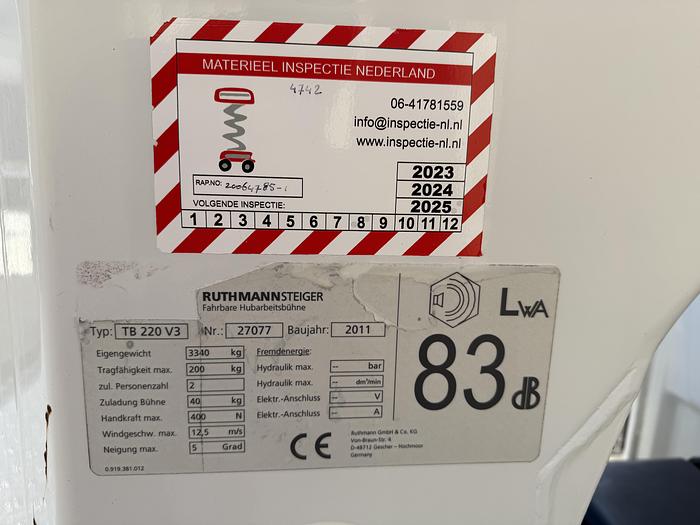 MATERIEEL INSPECTIE NEDERLAND
4742
06-41781559
info@inspectie-nl.nl
www.inspectie-nl.nl
2023
2024
2025
RAP.NO: 20064785-1
VOLGENDE INSPECTIE:
1 2 3 4 5 6 7 8 9 10 11 12
RUTHMANNSTEIGER
Fahrbare Hubarbeitsbühne
Typ: TB 220 V3 Nr.: 27077 Baujahr: 2011
Eigengewicht 3340 kg
Tragfähigkeit max. 200 kg
zul. Personenzahl 2
Zuladung Bühne 40 kg
Handkraft max. 400 N
Windgeschw. max. 12,5 m/s
Neigung max. 5 Grad
0.919.381.012
Fremdenergie:
Hydraulik max. -- bar
Hydraulik max. -- dm³/min
Elektr.-Anschluss -- V
Elektr.-Anschluss -- A
CE
Ruthmann GmbH & Co. KG
Von-Braun-Str. 4
D-48712 Gescher - Hochmoor
Germany
LWA
83 dB